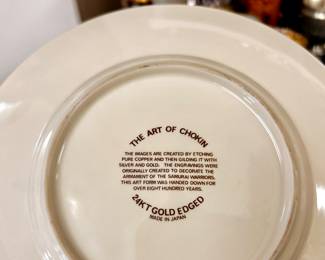 THE ART OF CHOKIN
THE IMAGES ARE CREATED BY ETCHING
PURE COPPER AND THEN GILDING IT WITH
SILVER AND GOLD. THE ENGRAVINGS WERE
ORIGINALLY CREATED TO DECORATE THE
ARMAMENT OF THE SAMURAI WARRIORS.
THIS ART FORM WAS HANDED DOWN FOR
OVER EIGHT HUNDRED YEARS.
24KT GOLD EDGED
MADE IN JAPAN